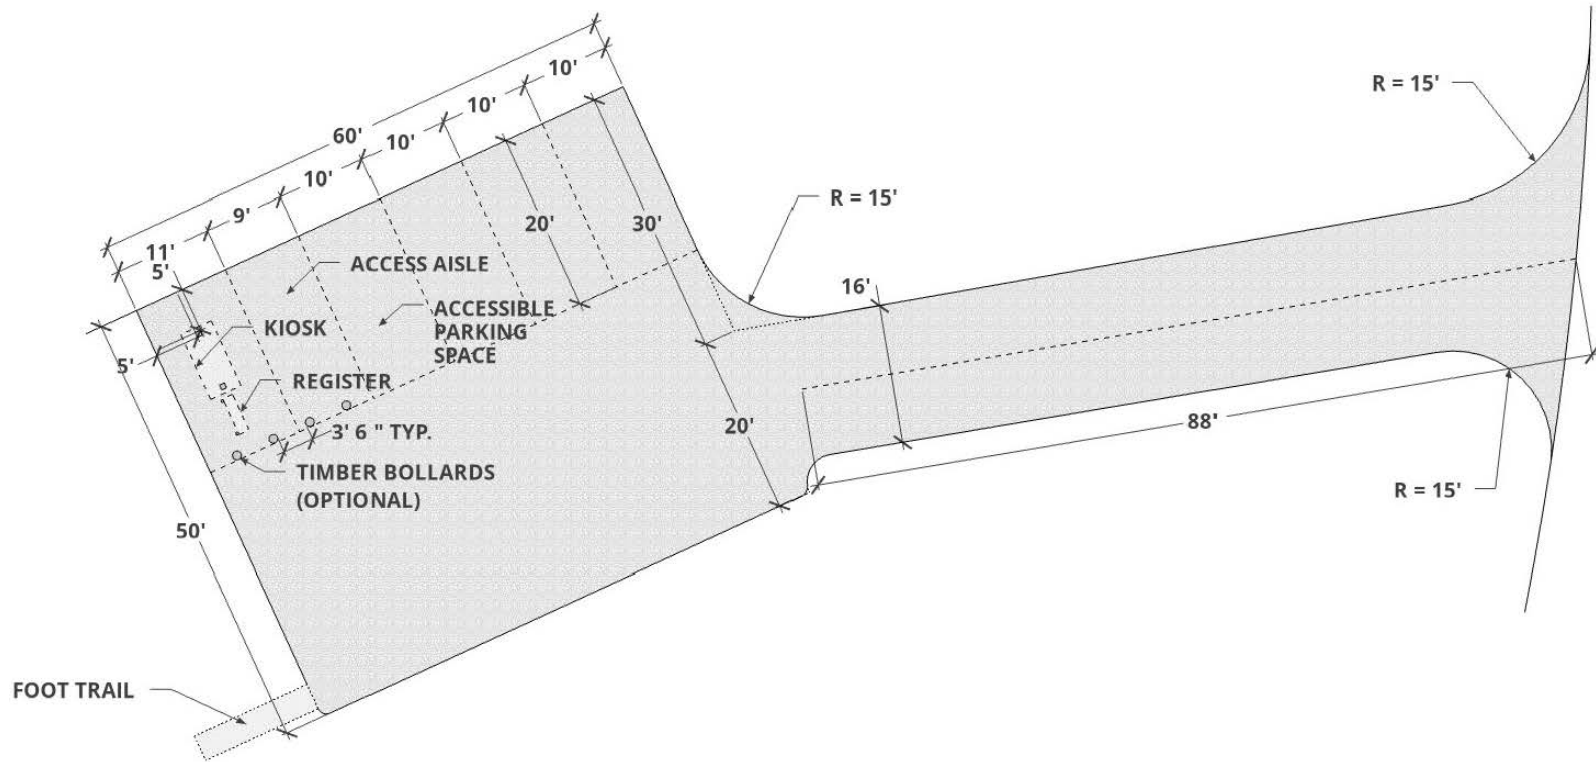 10'
10'
60'
10'
10'
9'
11'
5'
R = 15'
R = 15'
20'
30'
ACCESS AISLE
16'
ACCESSIBLE
PARKING
SPACE
KIOSK
5'
REGISTER
20'
88'
3' 6 " TYP.
TIMBER BOLLARDS
(OPTIONAL)
R = 15'
50'
FOOT TRAIL